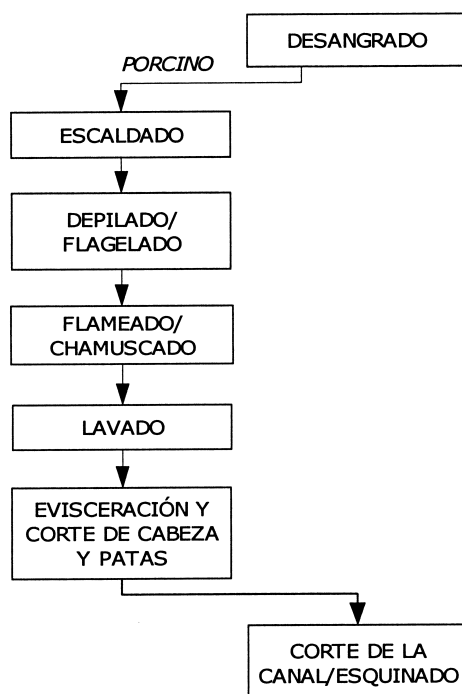 DESANGRADO
PORCINO
ESCALDADO
DEPILADO/
FLAGELADO
FLAMEADO/
CHAMUSCADO
LAVADO
EVISCERACIÓN Y
CORTE DE CABEZA
Y PATAS
CORTE DE LA
CANAL/ESQUINADO